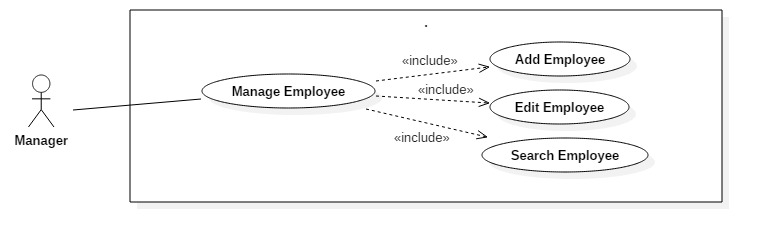 «include»
Add Employee
Manage Employee
«include»
Edit Employee
Manager
«include»
Search Employee